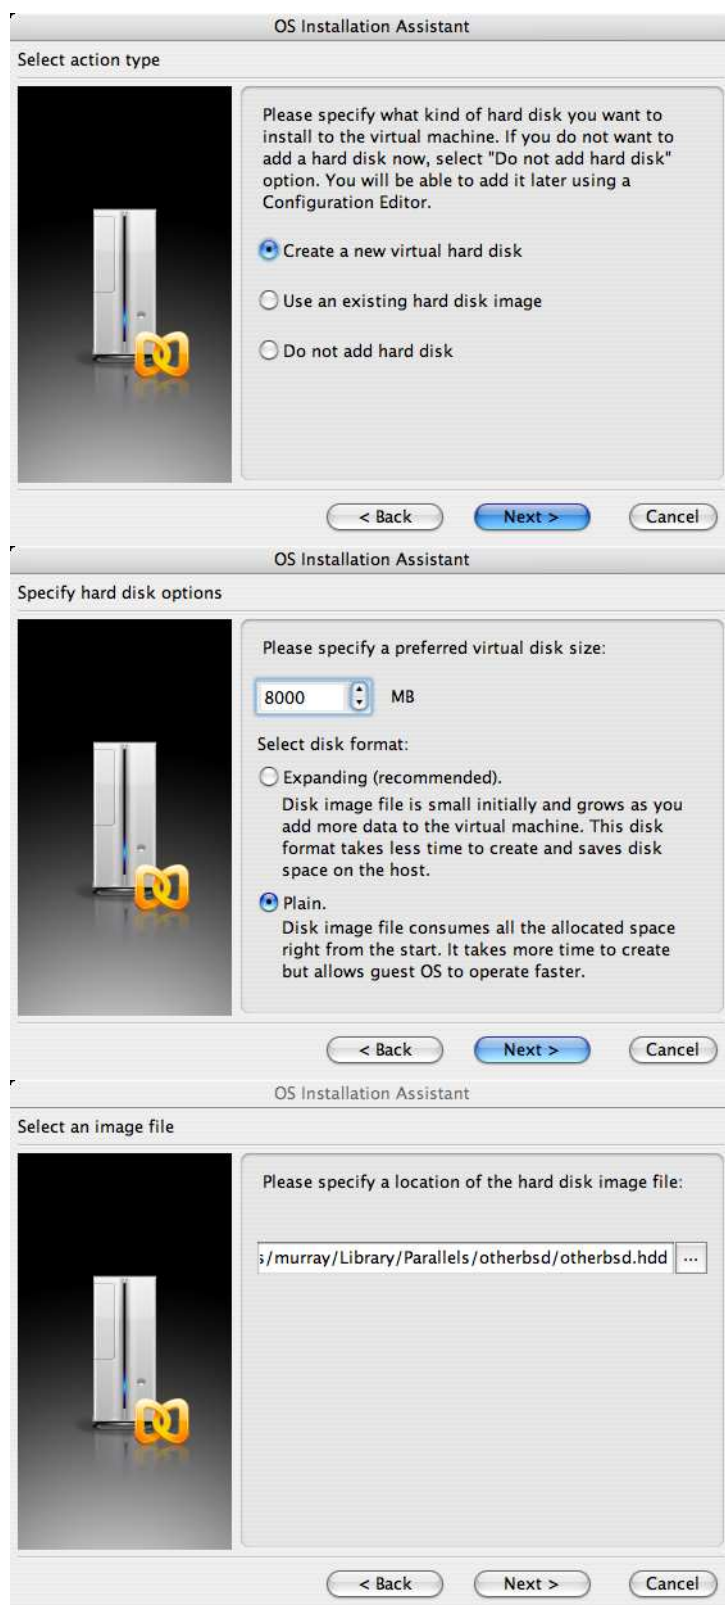 OS Installation Assistant
Select action type
Please specify what kind of hard disk you want to
install to the virtual machine. If you do not want to
add a hard disk now, select "Do not add hard disk"
option. You will be able to add it later using a
Configuration Editor.
Create a new virtual hard disk
Use an existing hard disk image
Do not add hard disk
< Back
Next >
Cancel
OS Installation Assistant
Specify hard disk options
Please specify a preferred virtual disk size:
8000
MB
Select disk format:
Expanding (recommended).
Disk image file is small initially and grows as you
add more data to the virtual machine. This disk
format takes less time to create and saves disk
space on the host.
Plain.
Disk image file consumes all the allocated space
right from the start. It takes more time to create
but allows guest OS to operate faster.
< Back
Next >
Cancel
OS Installation Assistant
Select an image file
Please specify a location of the hard disk image file:
s/murray/Library/Parallels/otherbsd/otherbsd.hdd
...
< Back
Next >
Cancel